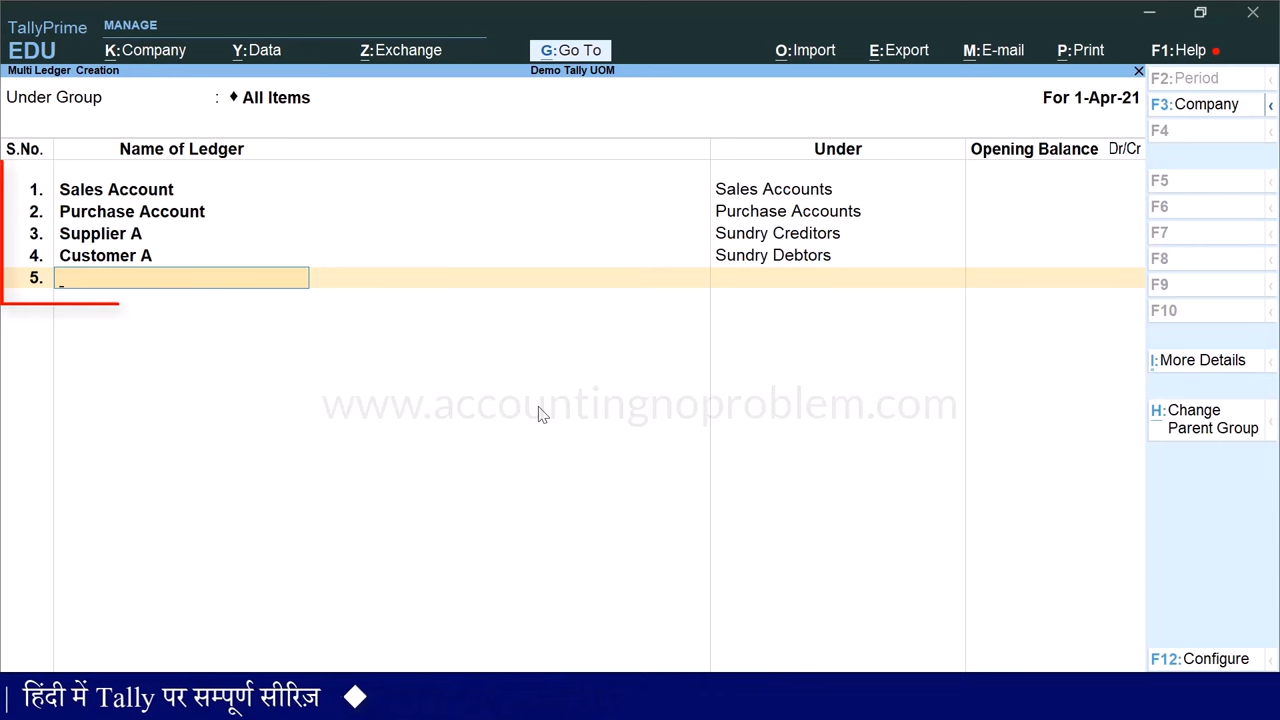 TallyPrime MANAGE
EDU K:Company Y:Data Z:Exchange G:Go To O:Import E:Export M:E-mail P:Print F1:Help
Multi Ledger Creation Demo Tally UOM
Under Group : ♦ All Items For 1-Apr-21
S.No. Name of Ledger Under Opening Balance Dr/Cr
1. Sales Account Sales Accounts
2. Purchase Account Purchase Accounts
3. Supplier A Sundry Creditors
4. Customer A Sundry Debtors
5.
www.accountingnoproblem.com
F2:Period
F3:Company
F4
F5
F6
F7
F8
F9
F10
I:More Details
H:Change
Parent Group
F12:Configure
| हिंदी में Tally पर सम्पूर्ण सीरिज़